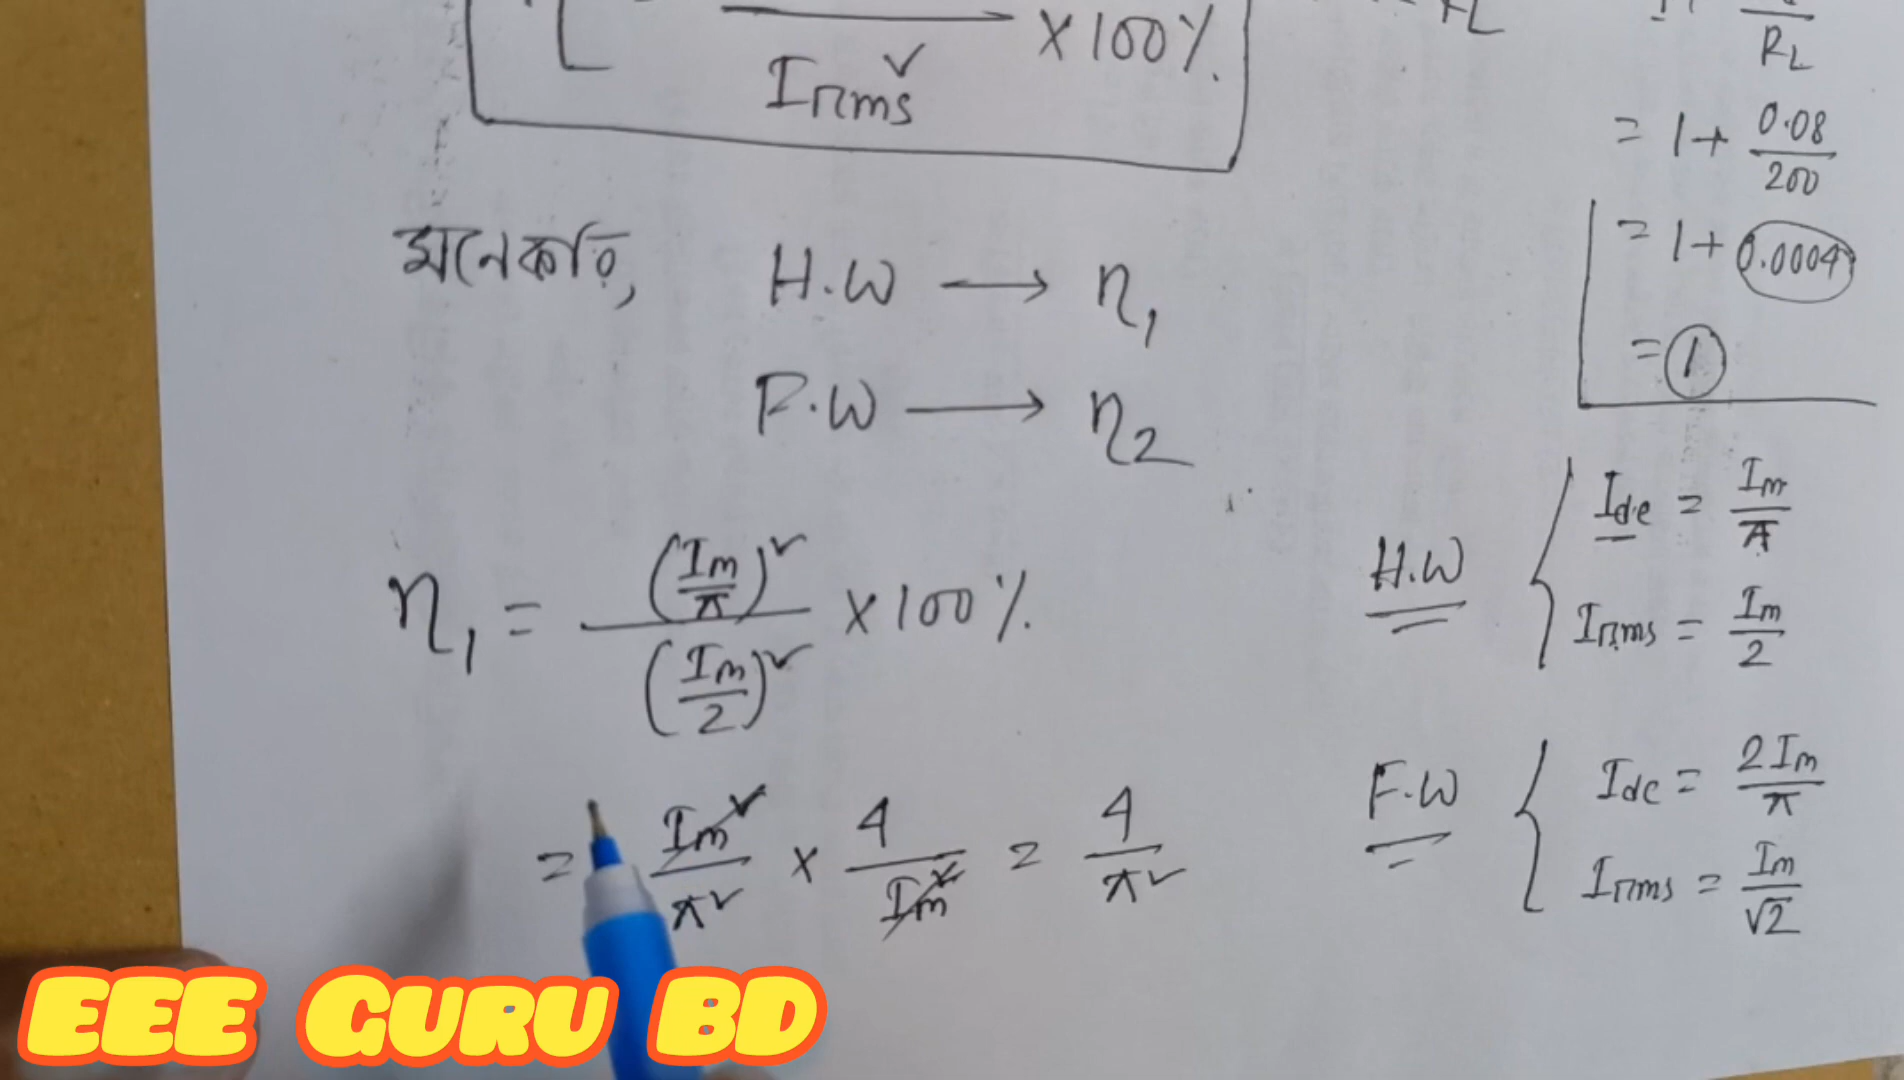 × 100%.
Irms²
RL
= 1 + 0.08/200
= 1 + 0.0004
= 1
মনেকরি, H.W → η1
F.W → η2
η1 = (Im/π)² / (Im/2)² × 100%.
= Im²/π² × 4/Im² = 4/π²
H.W { Idc = Im/π
Irms = Im/2
F.W { Idc = 2Im/π
Irms = Im/√2
EEE GURU BD